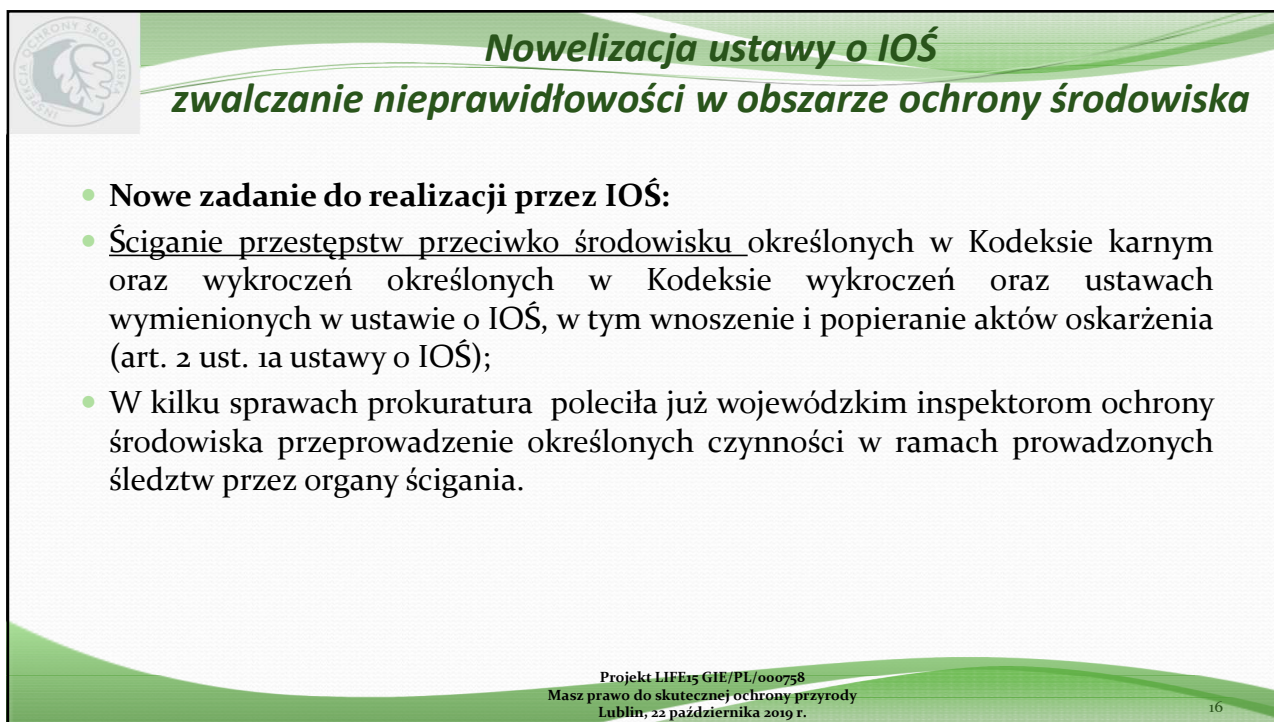 INSPEKCJA OCHRONY ŚRODOWISKA
Nowelizacja ustawy o IOŚ
zwalczanie nieprawidłowości w obszarze ochrony środowiska
• Nowe zadanie do realizacji przez IOŚ:
• Ściganie przestępstw przeciwko środowisku określonych w Kodeksie karnym
oraz wykroczeń określonych w Kodeksie wykroczeń oraz ustawach
wymienionych w ustawie o IOŚ, w tym wnoszenie i popieranie aktów oskarżenia
(art. 2 ust. 1a ustawy o IOŚ);
• W kilku sprawach prokuratura poleciła już wojewódzkim inspektorom ochrony
środowiska przeprowadzenie określonych czynności w ramach prowadzonych
śledztw przez organy ścigania.
Projekt LIFE15 GIE/PL/000758
Masz prawo do skutecznej ochrony przyrody
Lublin, 22 października 2019 r.
16